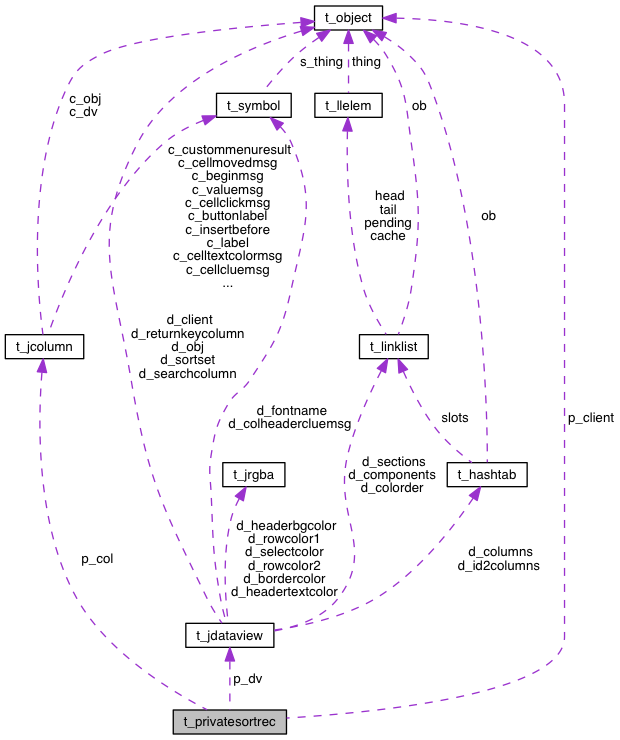 t_object
s_thing
thing
c_obj
c_dv
t_symbol
t_llelem
ob
c_custommenuresult
c_cellmovedmsg
c_beginmsg
c_valuemsg
c_cellclickmsg
c_buttonlabel
c_insertbefore
c_label
c_celltextcolormsg
c_cellcluemsg
...
head
tail
pending
cache
ob
d_client
d_returnkeycolumn
d_obj
d_sortset
d_searchcolumn
t_jcolumn
t_linklist
d_fontname
d_colheadercluemsg
slots
p_client
t_jrgba
d_sections
d_components
d_colorder
t_hashtab
d_headerbgcolor
d_rowcolor1
d_selectcolor
d_rowcolor2
d_bordercolor
d_headertextcolor
p_col
d_columns
d_id2columns
t_jdataview
p_dv
t_privatesortrec